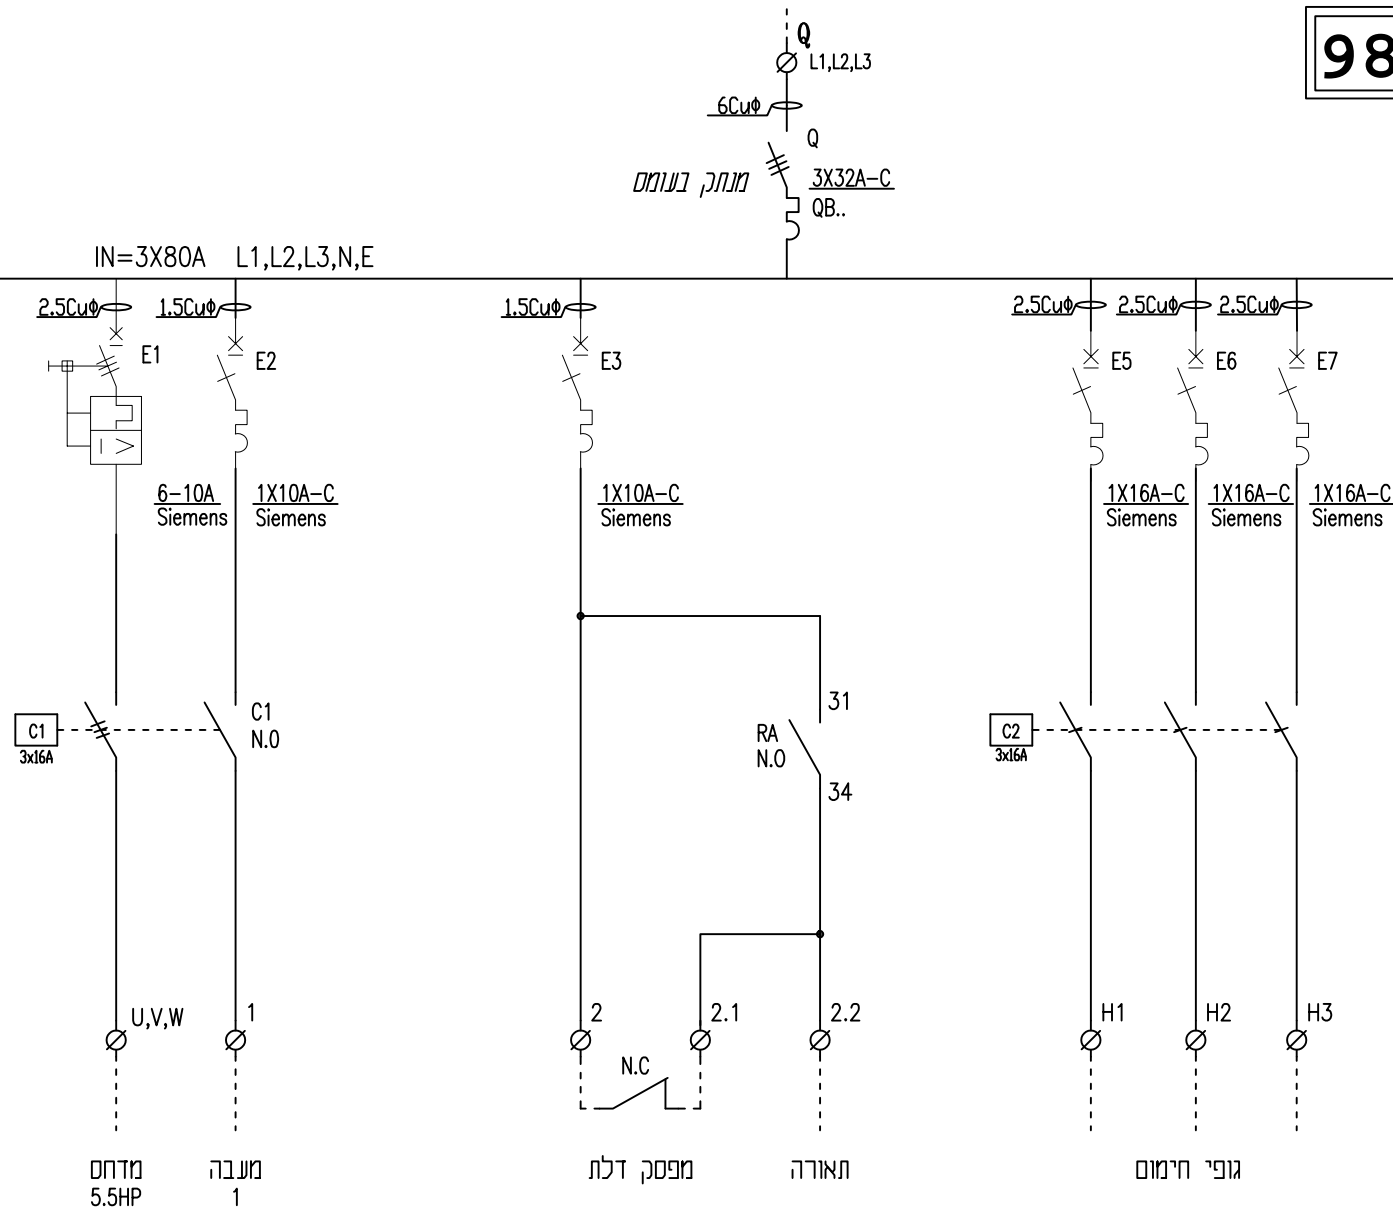 Q
L1,L2,L3
98
6Cuϕ
Q
מנתק בעומס
3X32A-C
QB..
IN=3X80A L1,L2,L3,N,E
2.5Cuϕ 1.5Cuϕ 1.5Cuϕ 2.5Cuϕ 2.5Cuϕ 2.5Cuϕ
E1 E2 E3 E5 E6 E7
6-10A 1X10A-C 1X10A-C 1X16A-C 1X16A-C 1X16A-C
Siemens Siemens Siemens Siemens Siemens Siemens
31
C1
N.O
C1
3x16A
RA
N.O
C2
3x16A
34
U,V,W 1 2 2.1 2.2 H1 H2 H3
N.C
מדחס
5.5HP
מעבה
1
מפסק דלת
תאורה
גופי חימום